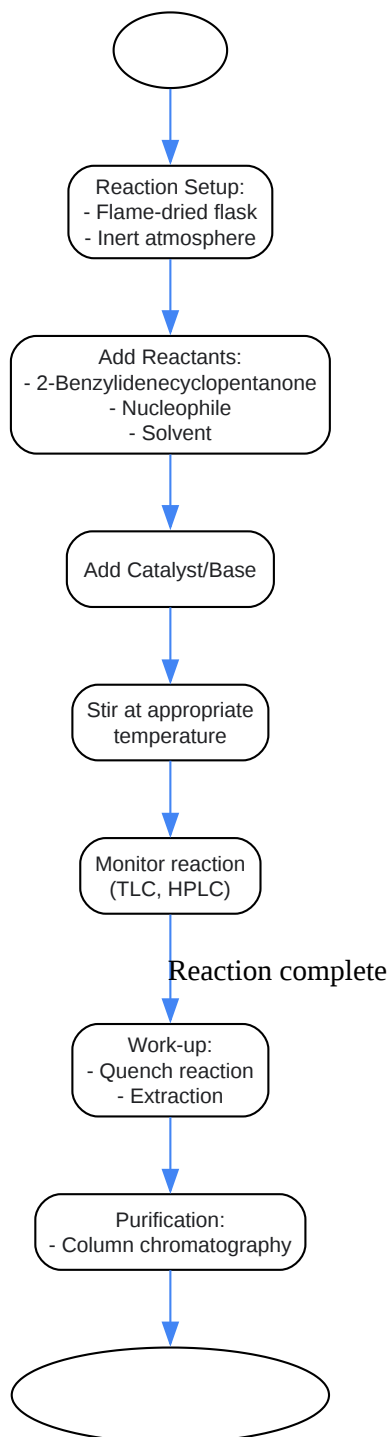 Reaction Setup:
- Flame-dried flask
- Inert atmosphere
Add Reactants:
- 2-Benzylidenecyclopentanone
- Nucleophile
- Solvent
Add Catalyst/Base
Stir at appropriate
temperature
Monitor reaction
(TLC, HPLC)
Reaction complete
Work-up:
- Quench reaction
- Extraction
Purification:
- Column chromatography